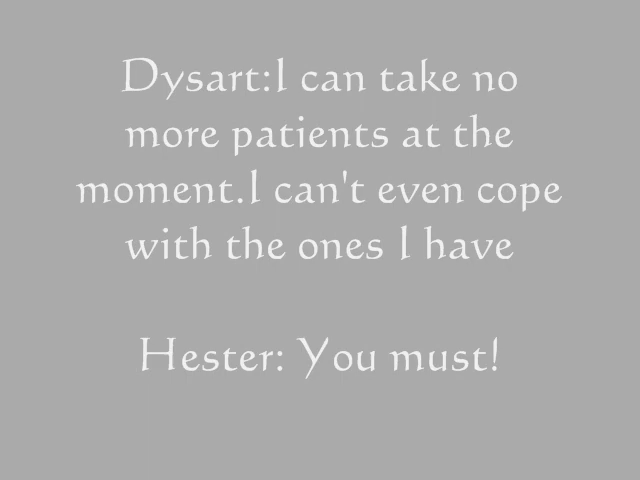 Dysart:I can take no
more patients at the
moment.I can't even cope
with the ones I have
Hester: You must!